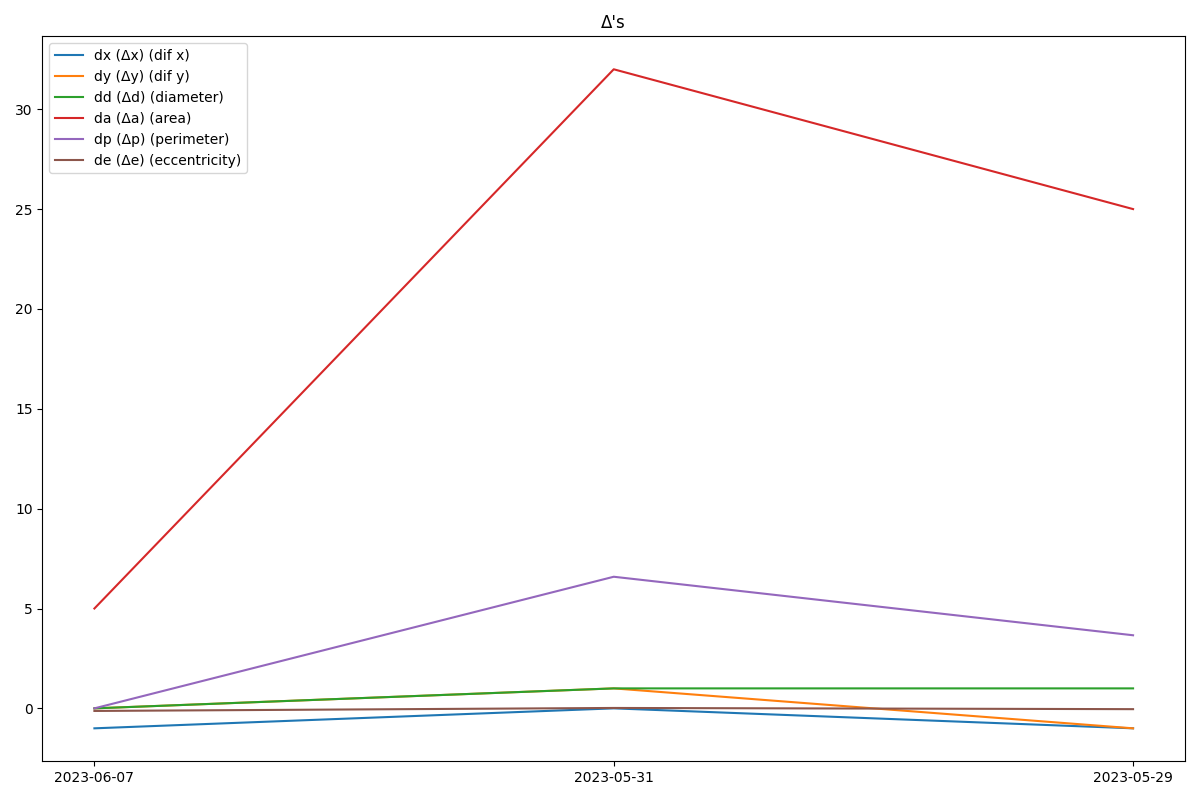 Δ's
dx (Δx) (dif x)
dy (Δy) (dif y)
dd (Δd) (diameter)
da (Δa) (area)
dp (Δp) (perimeter)
de (Δe) (eccentricity)
30
25
20
15
10
5
0
2023-06-07 2023-05-31 2023-05-29